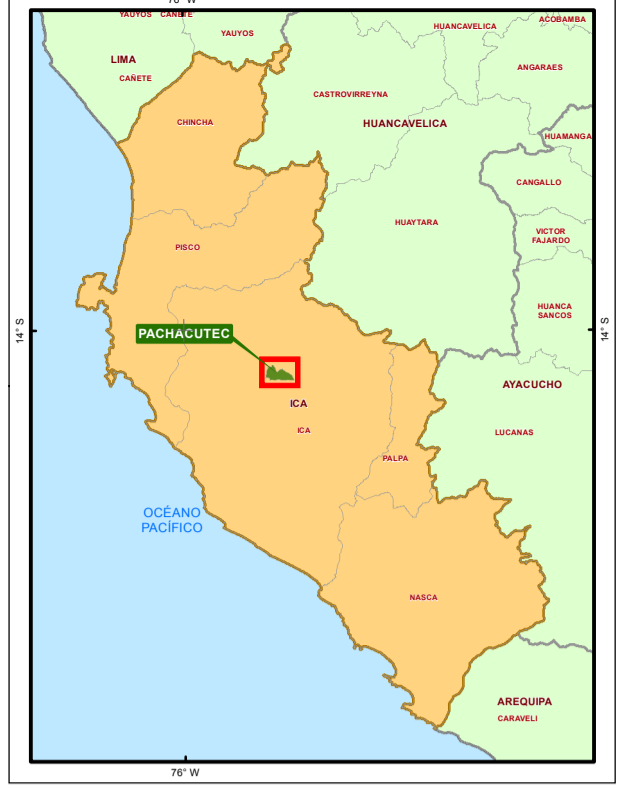 76° W
YAUYOS CAÑETE
YAUYOS
HUANCAVELICA
ACOBAMBA
LIMA
CAÑETE
ANGARAES
CASTROVIRREYNA
CHINCHA
HUANCAVELICA
HUAMANGA
CANGALLO
HUAYTARA
VICTOR
FAJARDO
PISCO
HUANCA
SANCOS
14° S
PACHACUTEC
14° S
AYACUCHO
ICA
ICA
LUCANAS
PALPA
OCÉANO
PACÍFICO
NASCA
AREQUIPA
CARAVELI
76° W